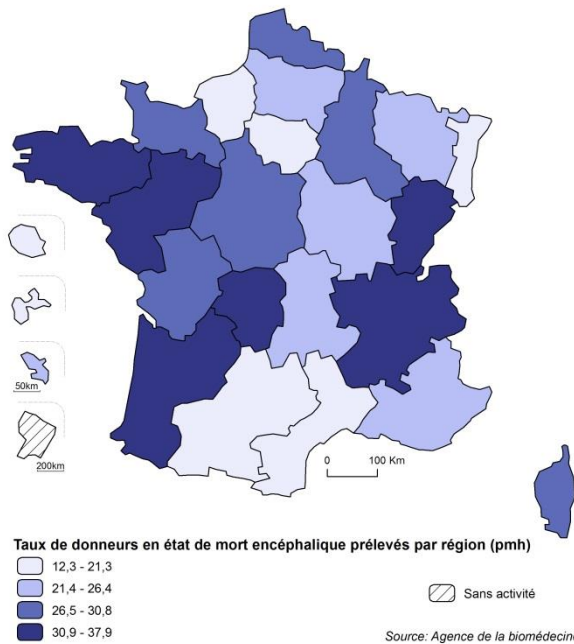 50km
200km
0 100 Km
Taux de donneurs en état de mort encéphalique prélevés par région (pmh)
12,3 - 21,3
21,4 - 26,4
26,5 - 30,8
30,9 - 37,9
Sans activité
Source: Agence de la biomédecine